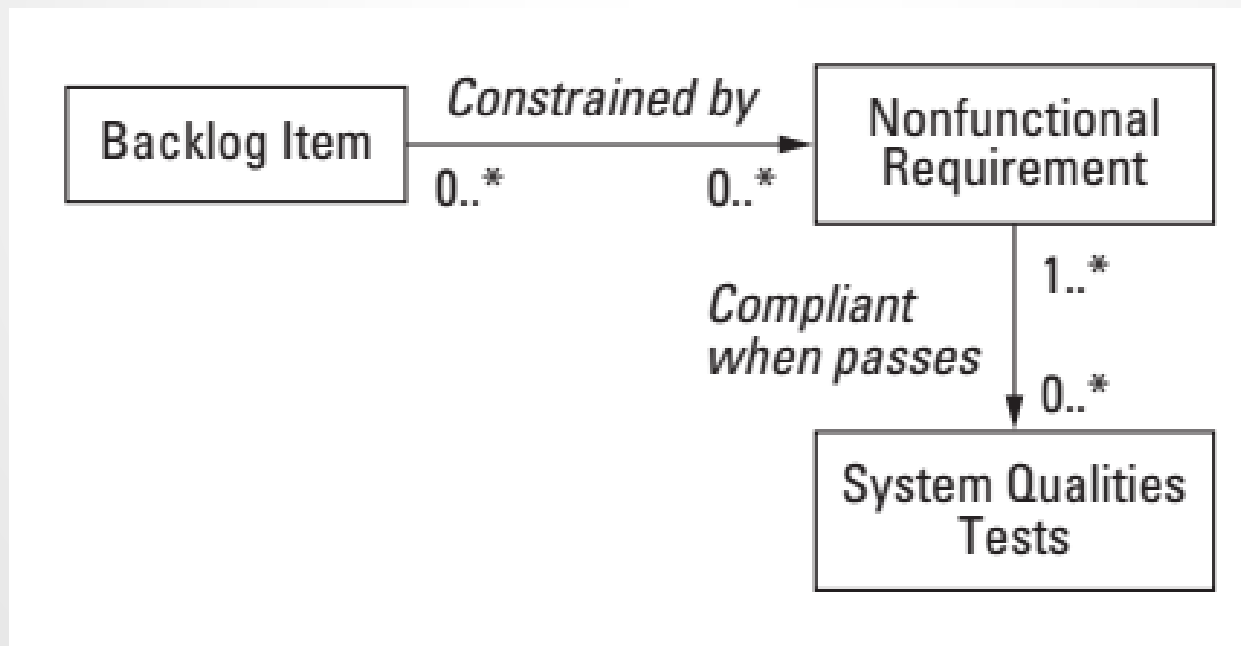 Constrained by
Backlog Item
0..*
0..*
Nonfunctional
Requirement
1..*
Compliant
when passes
0..*
System Qualities
Tests